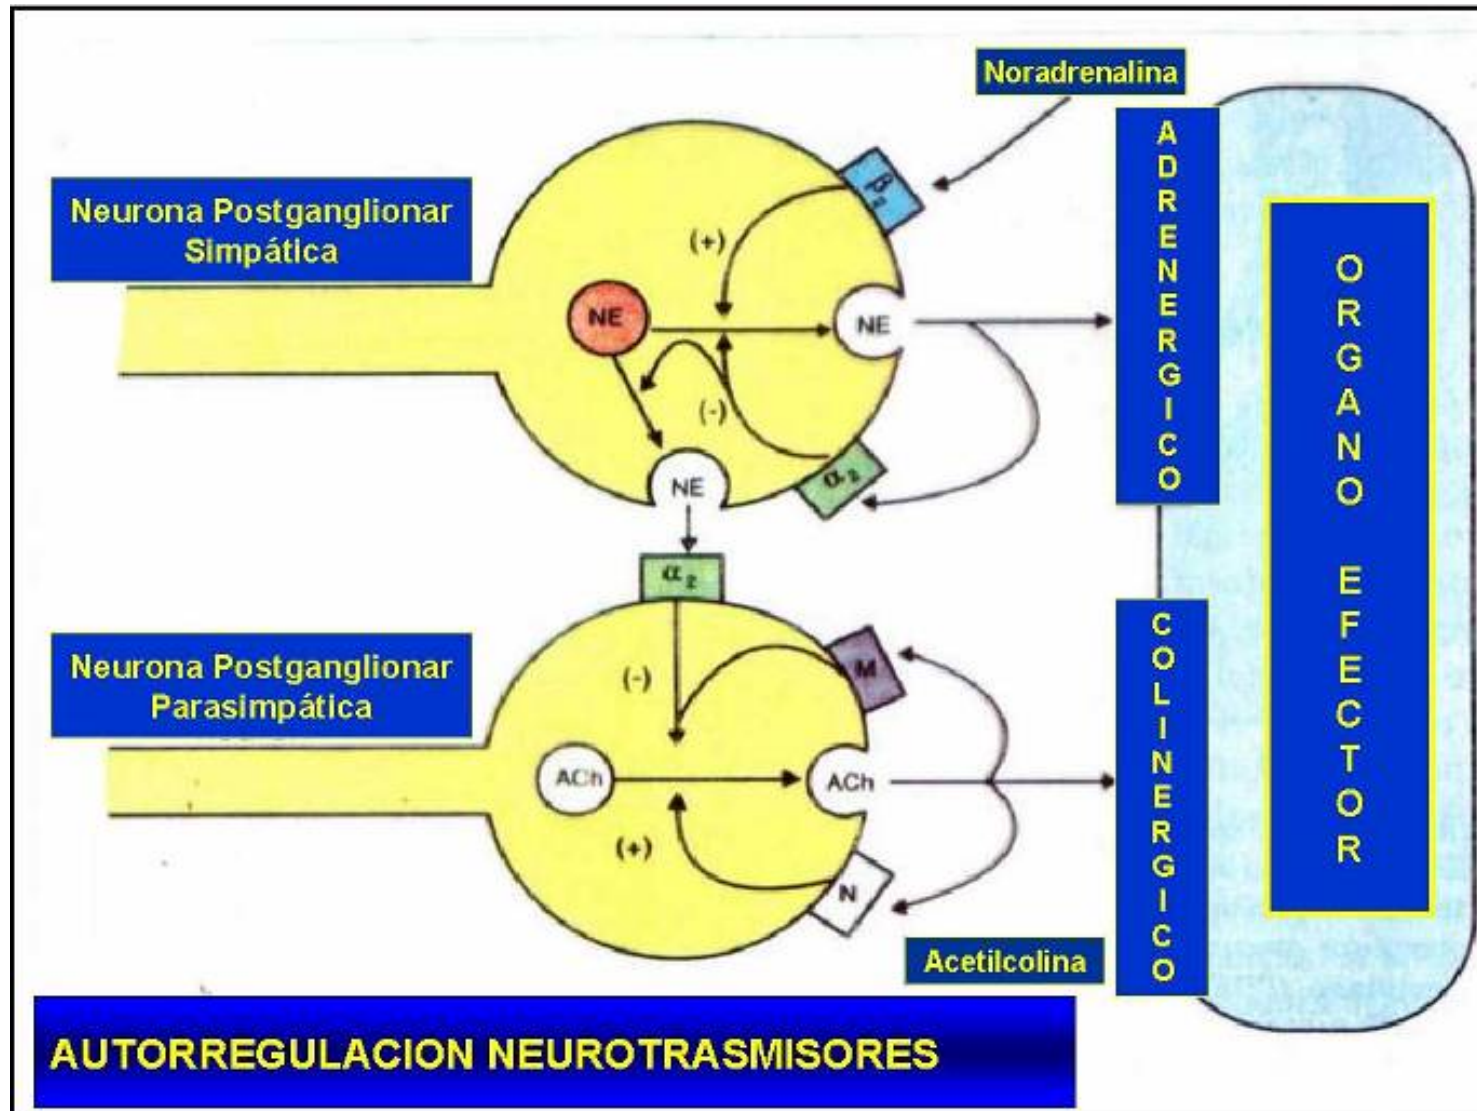 Noradrenalina
ADRENERGICO
β₂
Neurona Postganglionar
Simpática
(+)
ORGANO EFECTOR
NE
NE
(-)
α₂
NE
α₂
COLINERGICO
Neurona Postganglionar
Parasimpática
M
(-)
ACh
ACh
(+)
N
Acetilcolina
AUTORREGULACION NEUROTRASMISORES